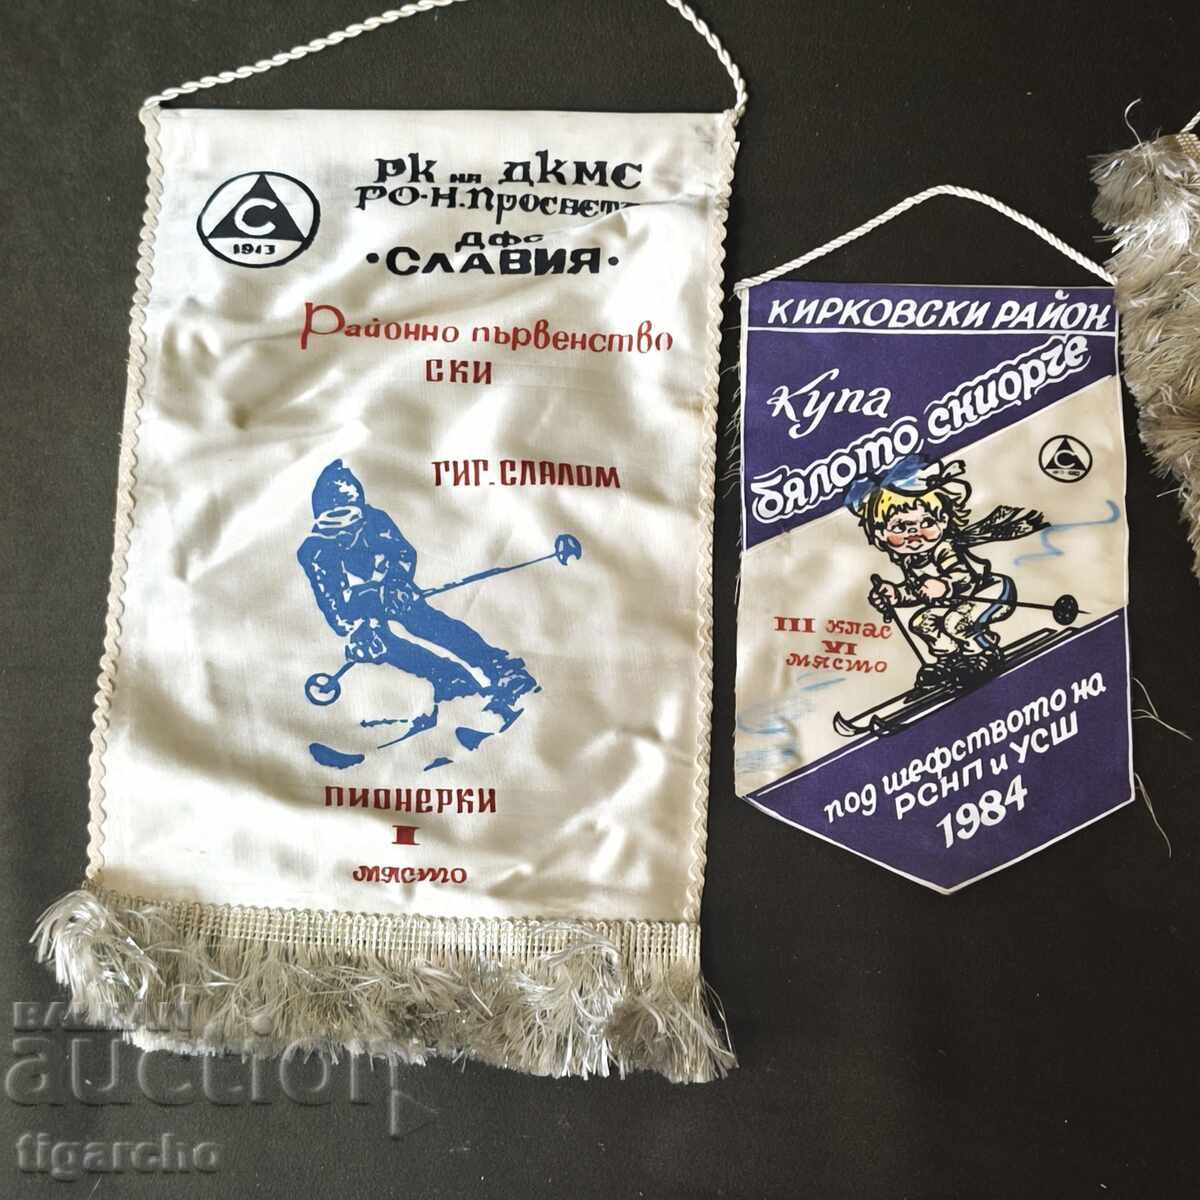 РК на ДКМС
РО-Н.Просвета
ДФС
•СЛАВИЯ•
С
1913
Районно първенство
СКИ
ГИГ. СЛАЛОМ
ПИОНЕРКИ
I
място
КИРКОВСКИ РАЙОН
Купа
бялото скиорче
С
III клас
VI
място
под шефството на
РСНП и УСШ
1984
BALKAN
auction
tigarcho